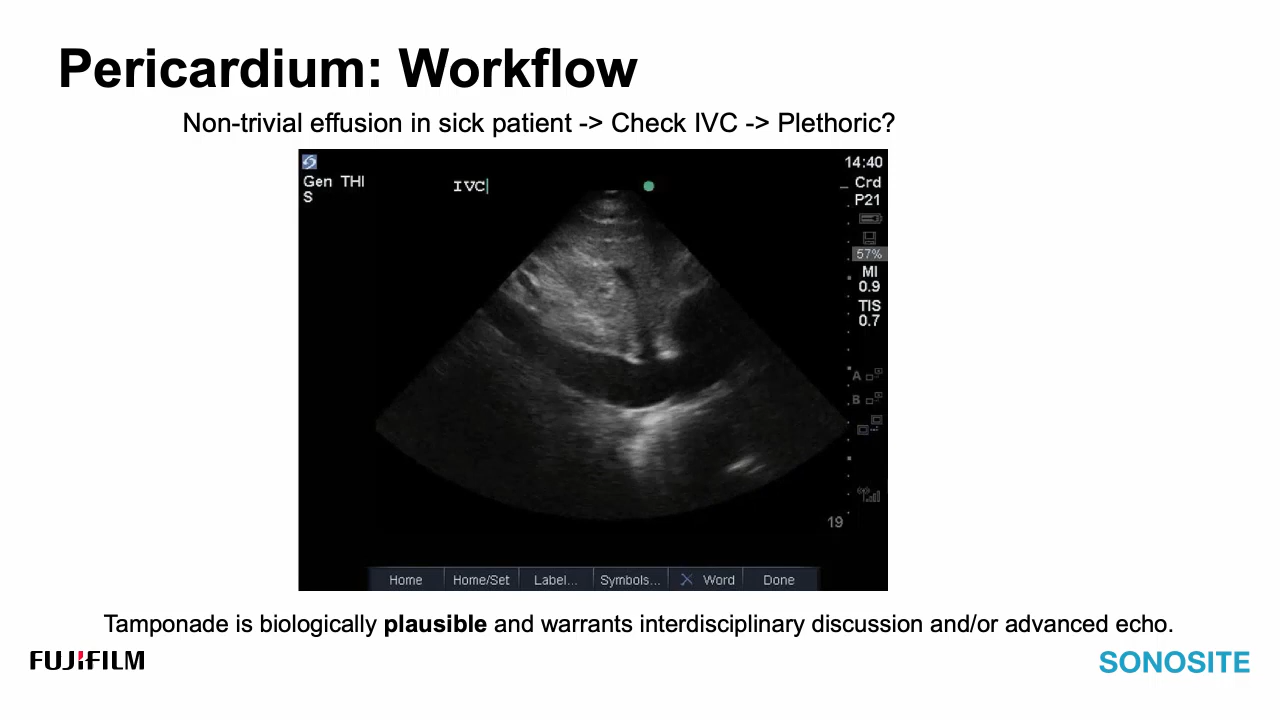 Pericardium: Workflow
Non-trivial effusion in sick patient -> Check IVC -> Plethoric?
14:40
Gen THI
S
IVC
Crd
P21
57%
MI
0.9
TIS
0.7
A
B
19
Home Home/Set Label... Symbols... X Word Done
Tamponade is biologically plausible and warrants interdisciplinary discussion and/or advanced echo.
FUJIFILM
SONOSITE